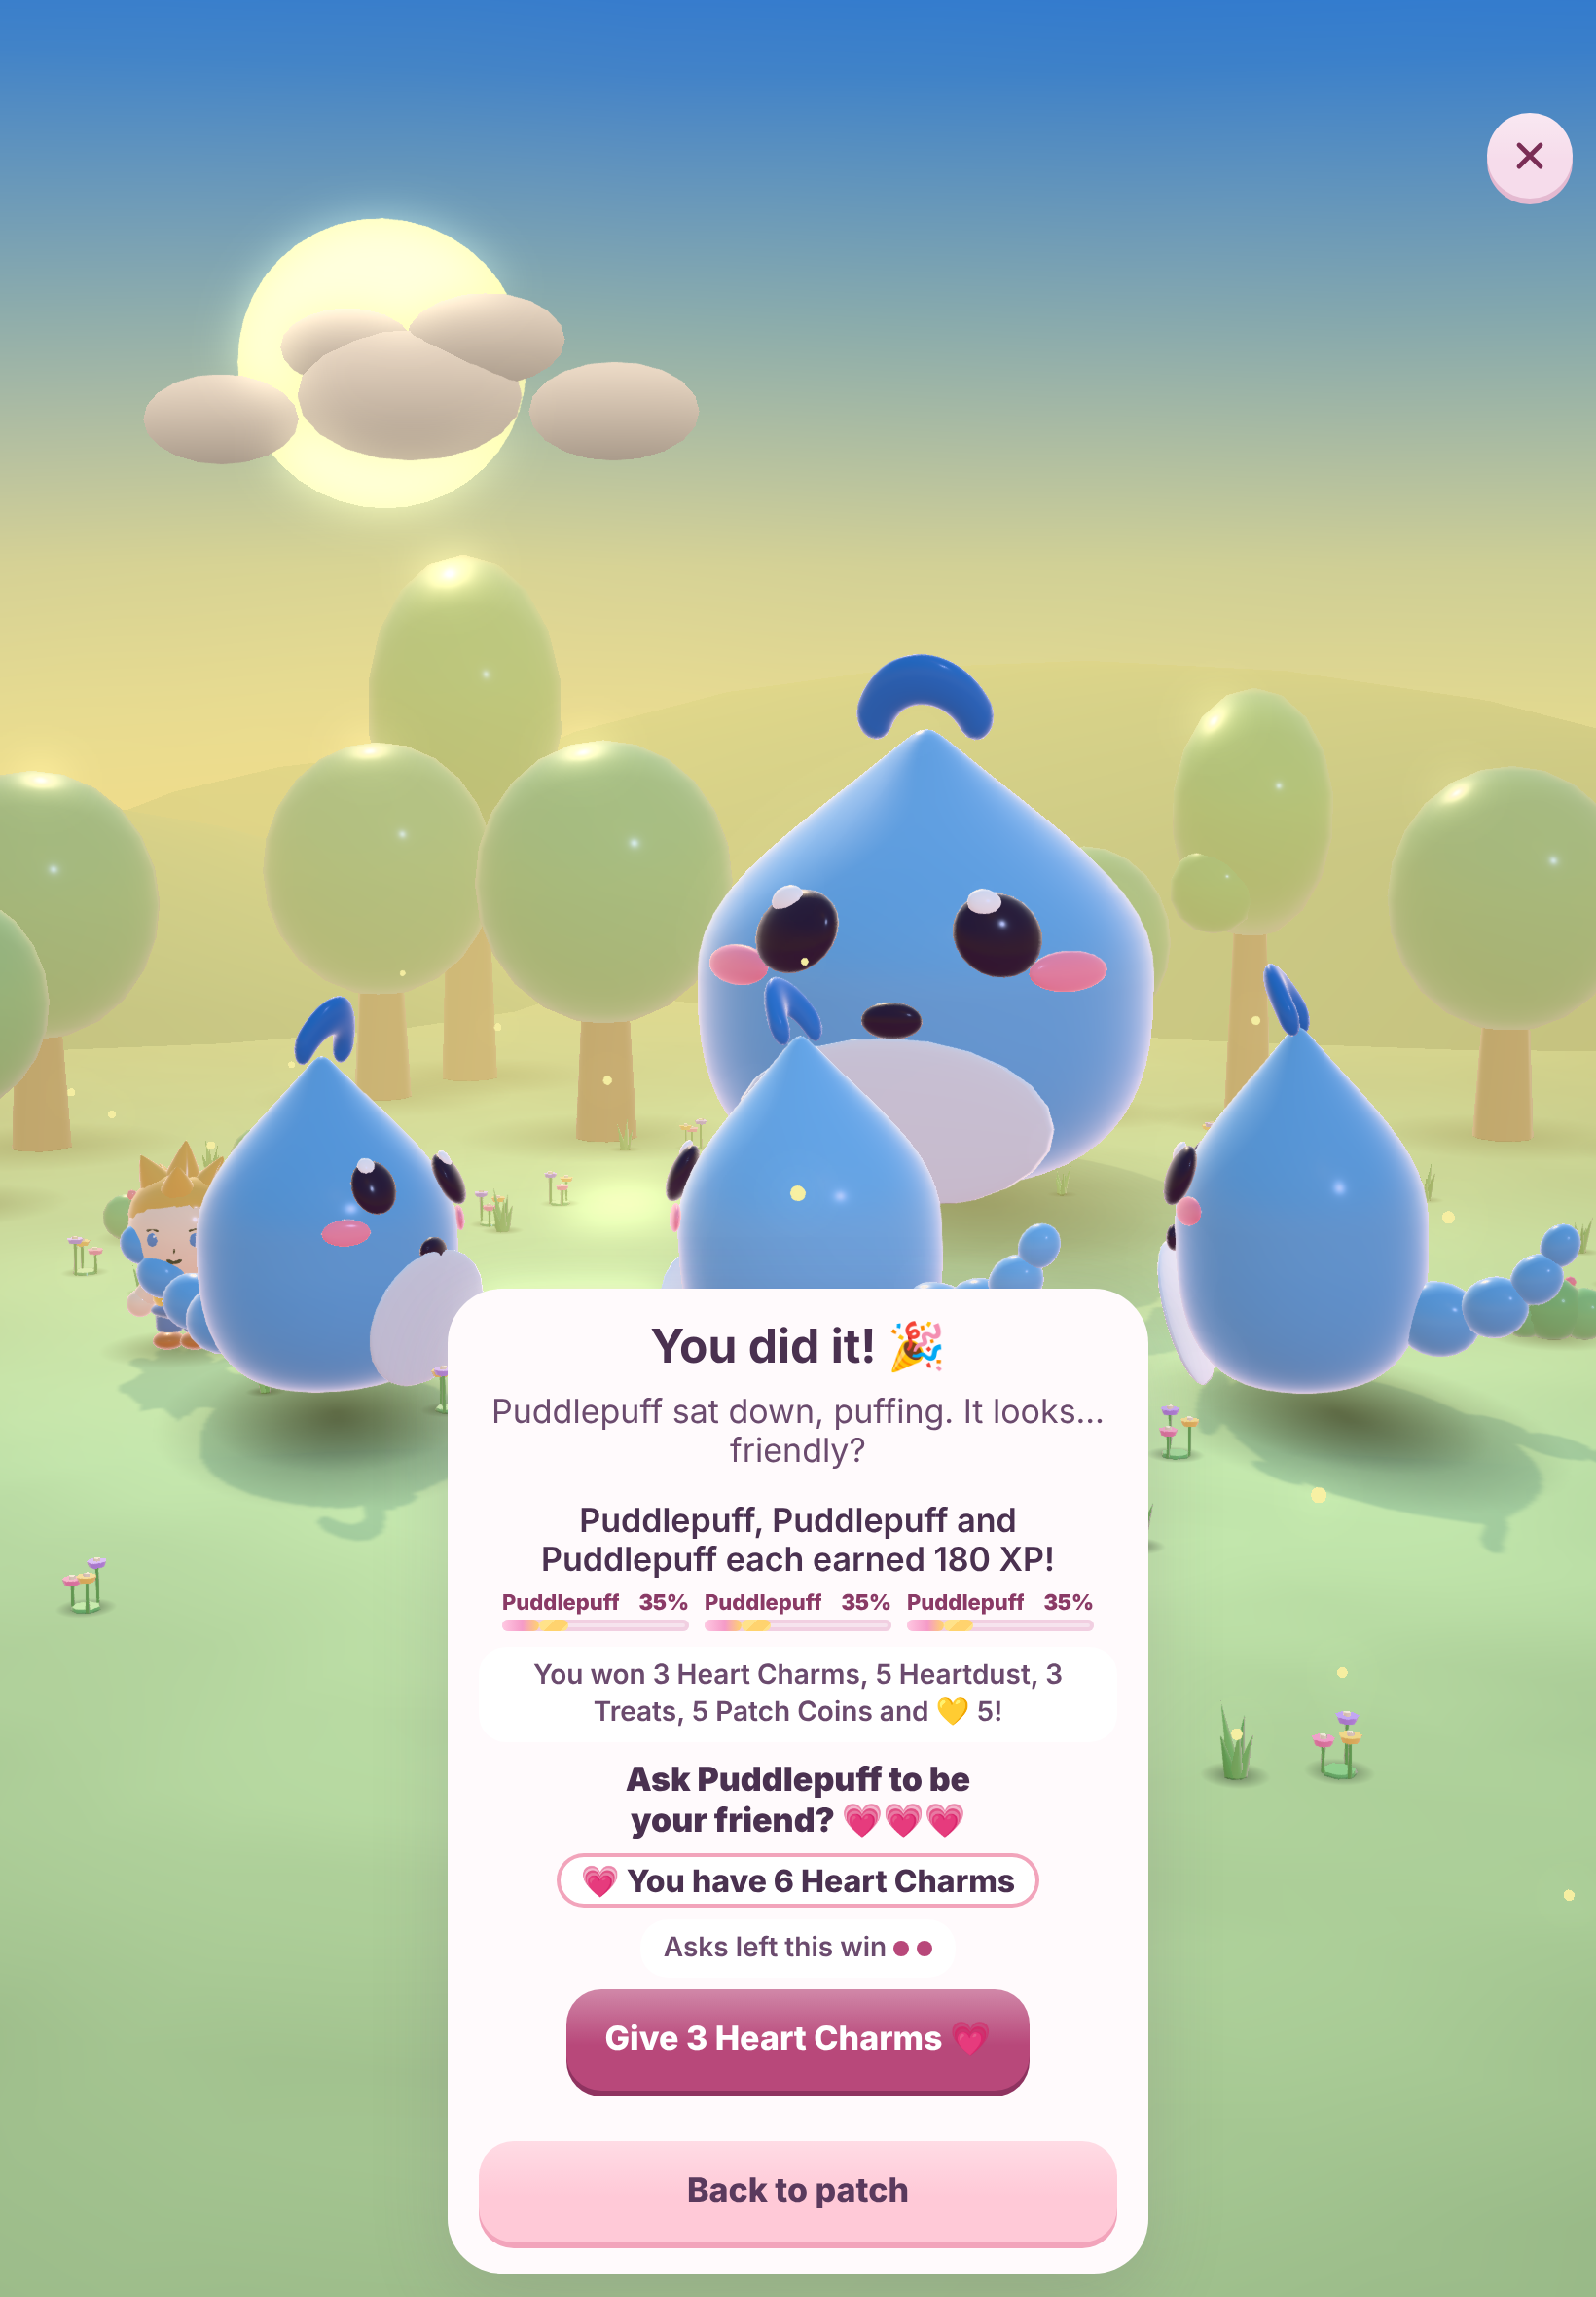 You did it! 🎉
Puddlepuff sat down, puffing. It looks...
friendly?
Puddlepuff, Puddlepuff and
Puddlepuff each earned 180 XP!
Puddlepuff 35% Puddlepuff 35% Puddlepuff 35%
You won 3 Heart Charms, 5 Heartdust, 3
Treats, 5 Patch Coins and 💛 5!
Ask Puddlepuff to be
your friend? 💗💗💗
💗 You have 6 Heart Charms
Asks left this win
Give 3 Heart Charms 💗
Back to patch